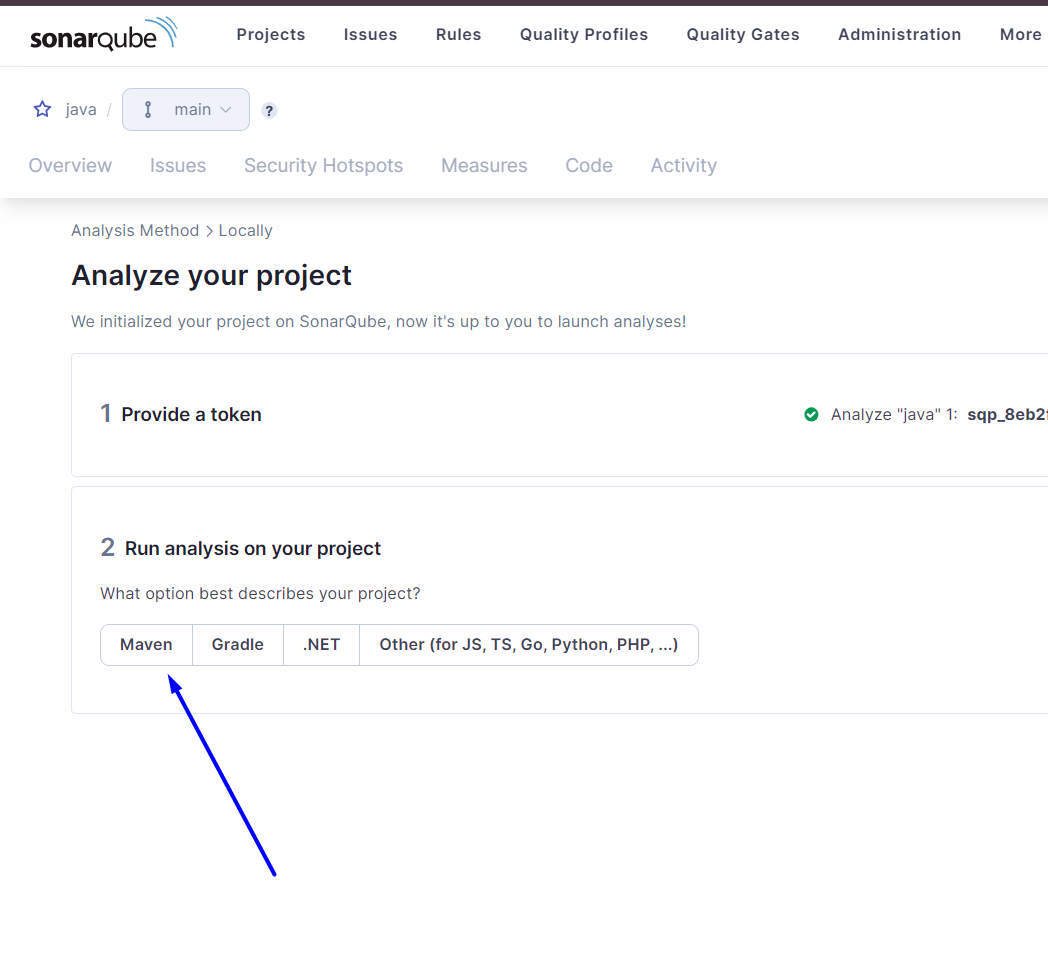 sonarqube Projects Issues Rules Quality Profiles Quality Gates Administration More
java / main ?
Overview Issues Security Hotspots Measures Code Activity
Analysis Method > Locally
Analyze your project
We initialized your project on SonarQube, now it's up to you to launch analyses!
1 Provide a token Analyze "java" 1: sqp_8eb2
2 Run analysis on your project
What option best describes your project?
Maven Gradle .NET Other (for JS, TS, Go, Python, PHP, ...)